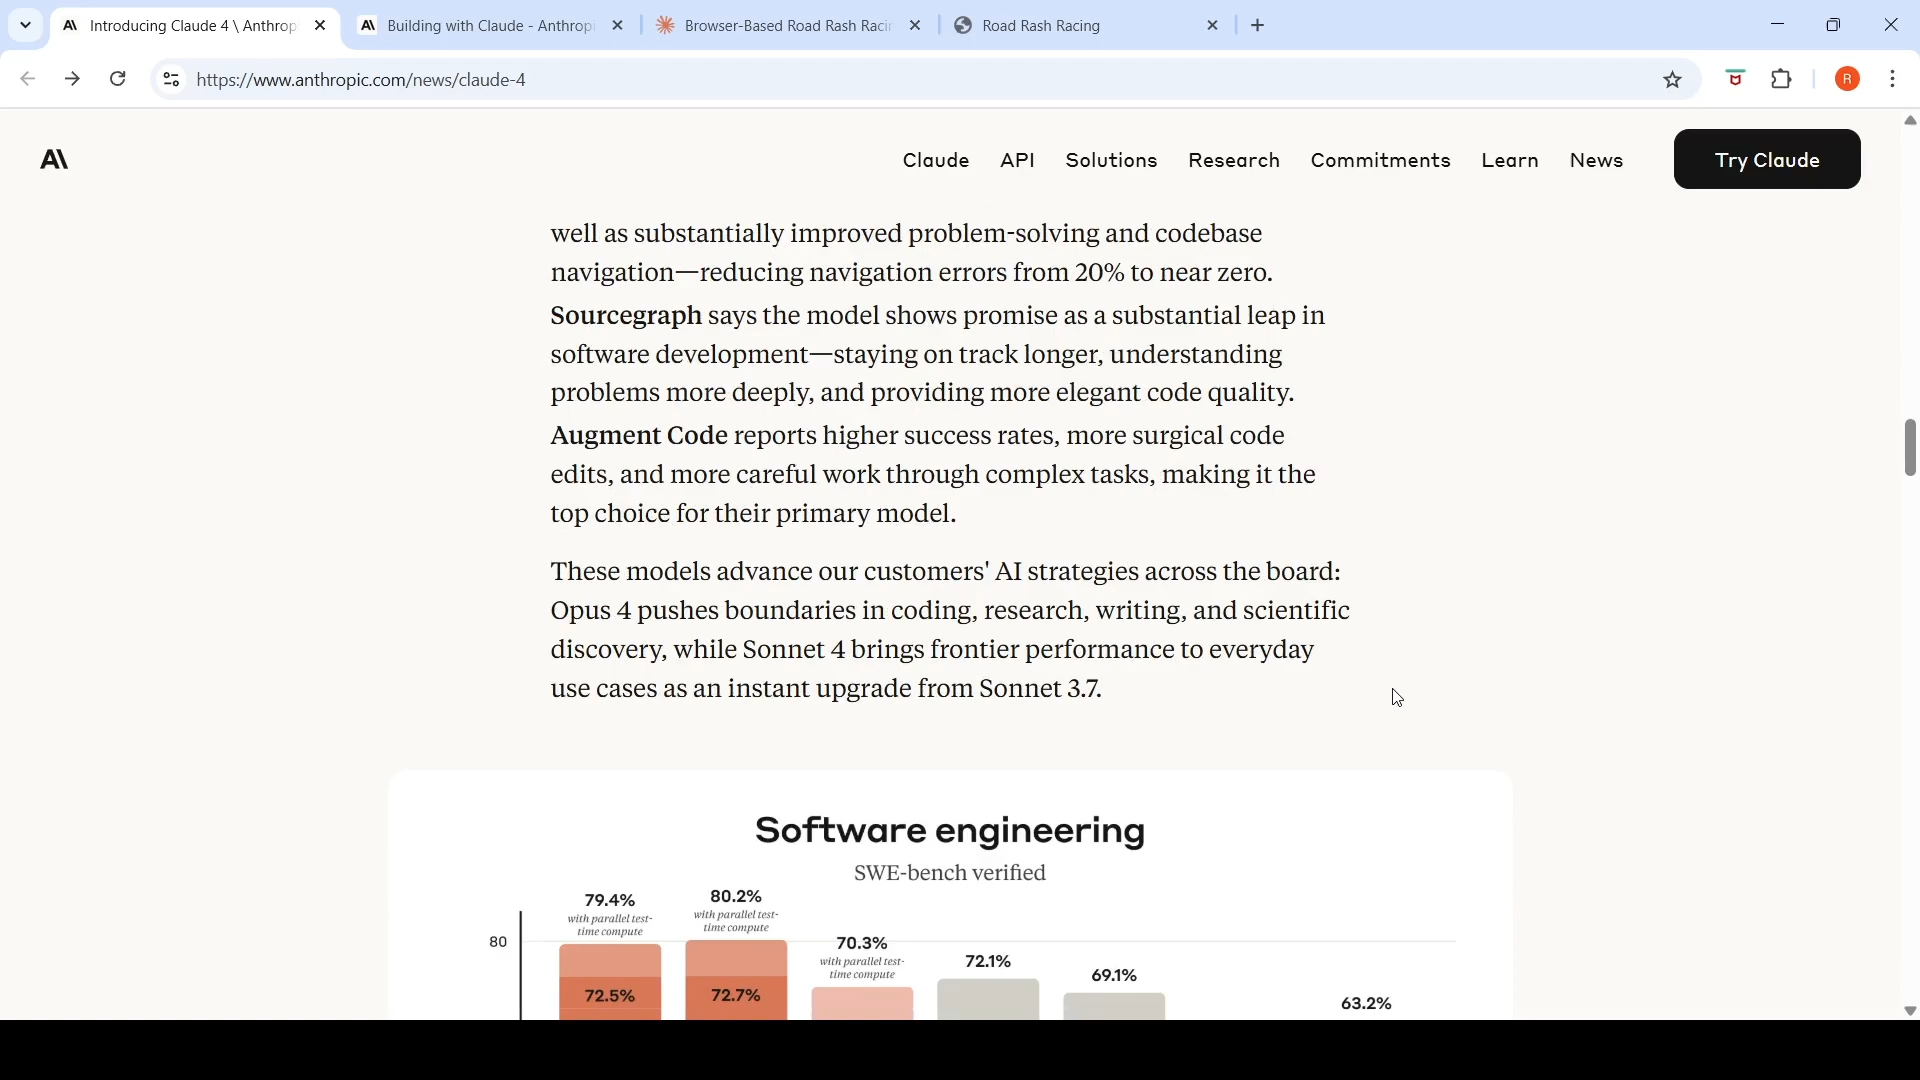 Introducing Claude 4 \ Anthrop
Building with Claude - Anthropi
Browser-Based Road Rash Raci
Road Rash Racing
https://www.anthropic.com/news/claude-4
R
A\
Claude
API
Solutions
Research
Commitments
Learn
News
Try Claude
well as substantially improved problem-solving and codebase
navigation—reducing navigation errors from 20% to near zero.
Sourcegraph says the model shows promise as a substantial leap in
software development—staying on track longer, understanding
problems more deeply, and providing more elegant code quality.
Augment Code reports higher success rates, more surgical code
edits, and more careful work through complex tasks, making it the
top choice for their primary model.
These models advance our customers' AI strategies across the board:
Opus 4 pushes boundaries in coding, research, writing, and scientific
discovery, while Sonnet 4 brings frontier performance to everyday
use cases as an instant upgrade from Sonnet 3.7.
Software engineering
SWE-bench verified
79.4%
with parallel test-
time compute
80.2%
with parallel test-
time compute
80
70.3%
with parallel test-
time compute
72.1%
69.1%
72.5%
72.7%
63.2%